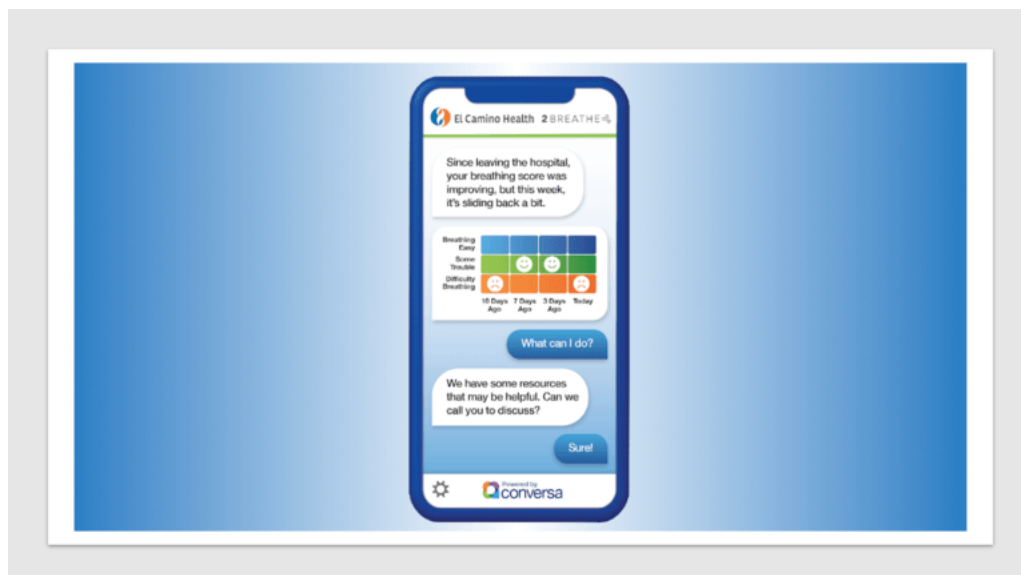 El Camino Health 2 BREATHE
Since leaving the hospital,
your breathing score was
improving, but this week,
it's sliding back a bit.
Breathing
Easy
Some
Trouble
Difficulty
Breathing
10 Days
Ago
7 Days
Ago
3 Days
Ago
Today
What can I do?
We have some resources
that may be helpful. Can we
call you to discuss?
Sure!
Powered by
conversa